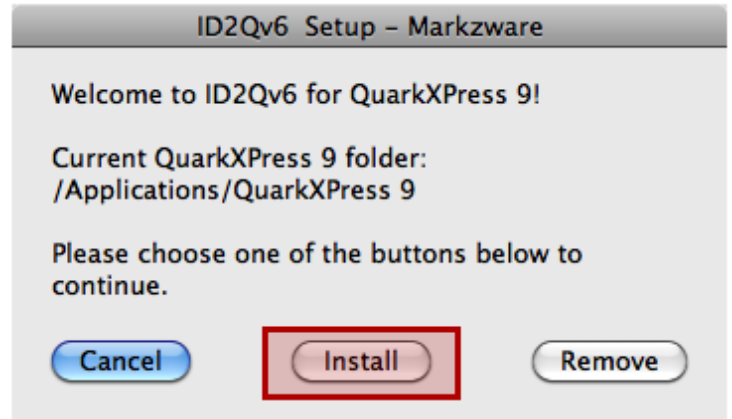 ID2Qv6 Setup – Markzware
Welcome to ID2Qv6 for QuarkXPress 9!
Current QuarkXPress 9 folder:
/Applications/QuarkXPress 9
Please choose one of the buttons below to
continue.
Cancel Install Remove